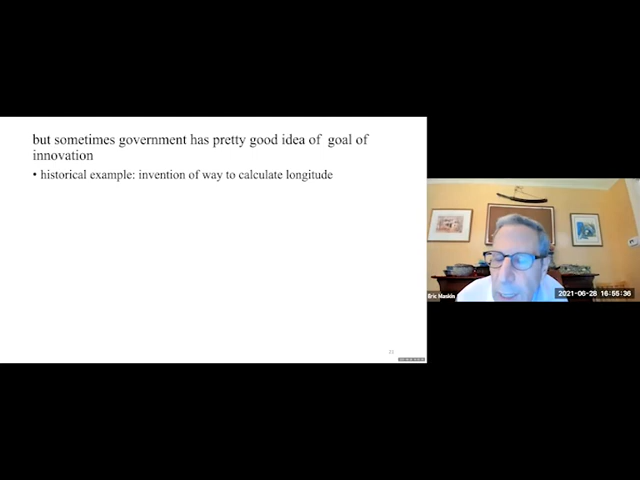 but sometimes government has pretty good idea of goal of
innovation
• historical example: invention of way to calculate longitude
21
Eric Maskin
2021-06-28 16:55:36